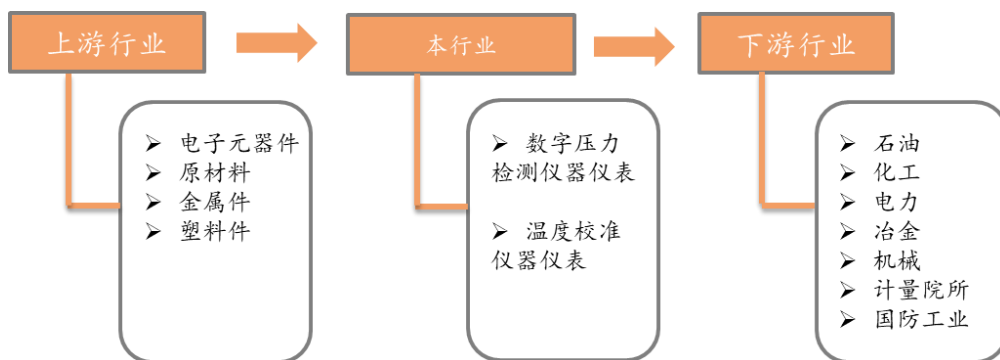 上游行业
本行业
下游行业
➢ 电子元器件
➢ 原材料
➢ 金属件
➢ 塑料件
➢ 数字压力
检测仪器仪表
➢ 温度校准
仪器仪表
➢ 石油
➢ 化工
➢ 电力
➢ 冶金
➢ 机械
➢ 计量院所
➢ 国防工业